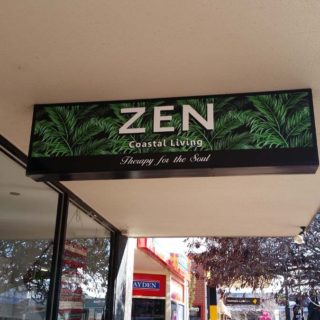 ZEN
Coastal Living
Therapy for the Soul